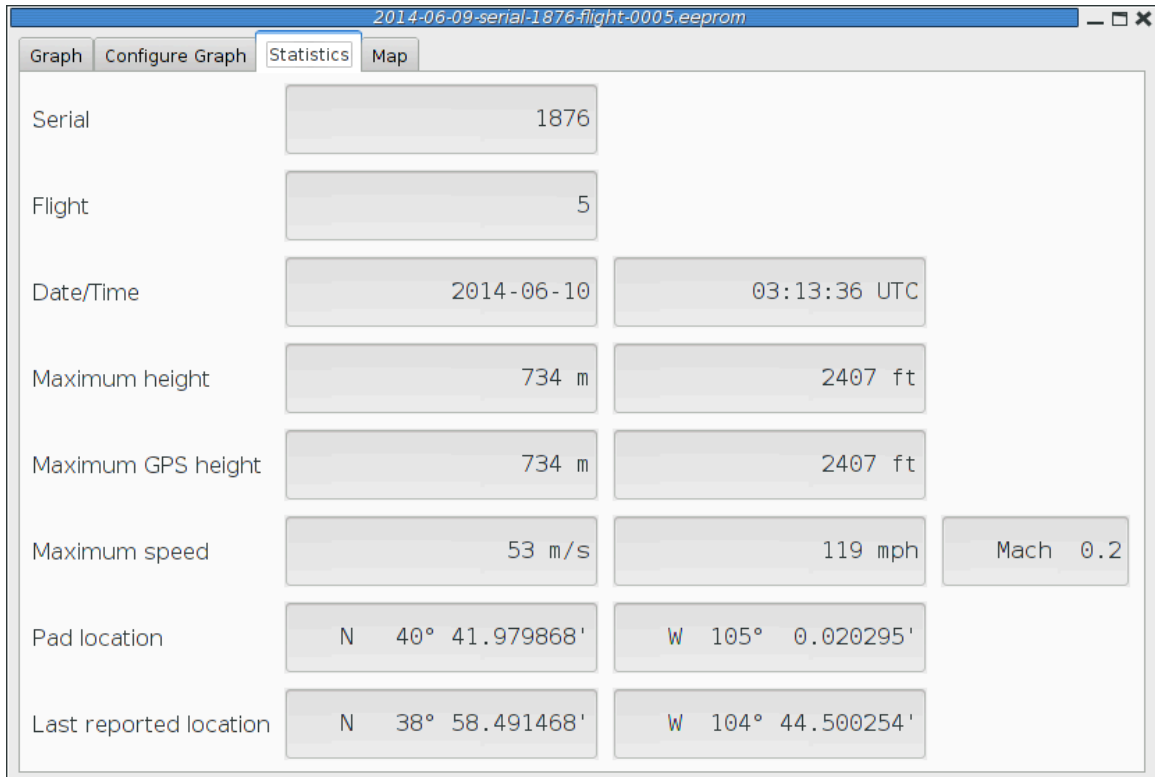 2014-06-09-serial-1876-flight-0005.eeprom
Graph Configure Graph Statistics Map
Serial 1876
Flight 5
Date/Time 2014-06-10 03:13:36 UTC
Maximum height 734 m 2407 ft
Maximum GPS height 734 m 2407 ft
Maximum speed 53 m/s 119 mph Mach 0.2
Pad location N 40° 41.979868' W 105° 0.020295'
Last reported location N 38° 58.491468' W 104° 44.500254'